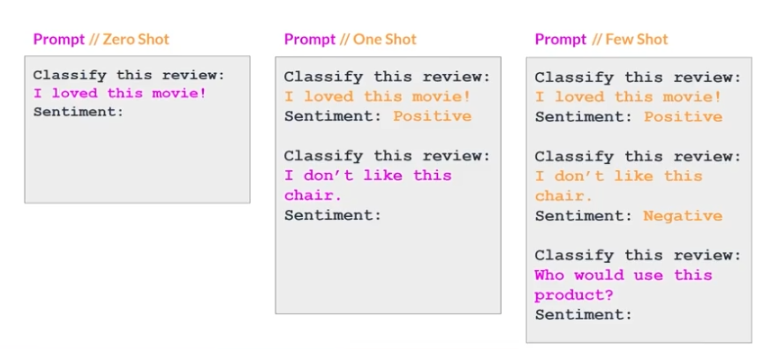 Prompt // Zero Shot
Classify this review:
I loved this movie!
Sentiment:
Prompt // One Shot
Classify this review:
I loved this movie!
Sentiment: Positive
Classify this review:
I don't like this
chair.
Sentiment:
Prompt // Few Shot
Classify this review:
I loved this movie!
Sentiment: Positive
Classify this review:
I don't like this
chair.
Sentiment: Negative
Classify this review:
Who would use this
product?
Sentiment: